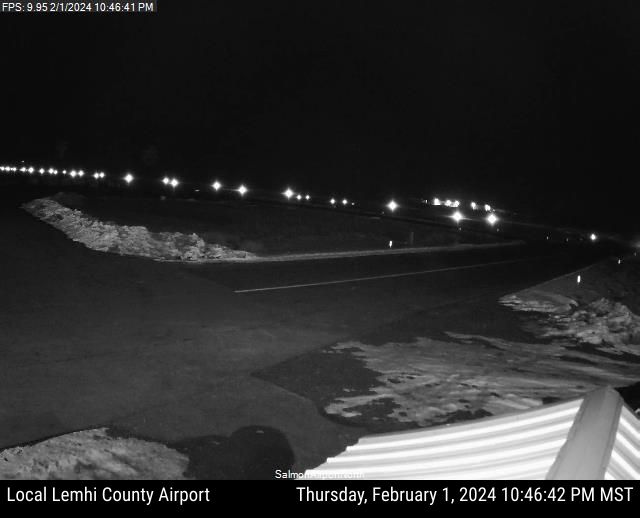 FPS: 9.95 2/1/2024 10:46:41 PM
SalmonAirportNorth
Local Lemhi County Airport Thursday, February 1, 2024 10:46:42 PM MST